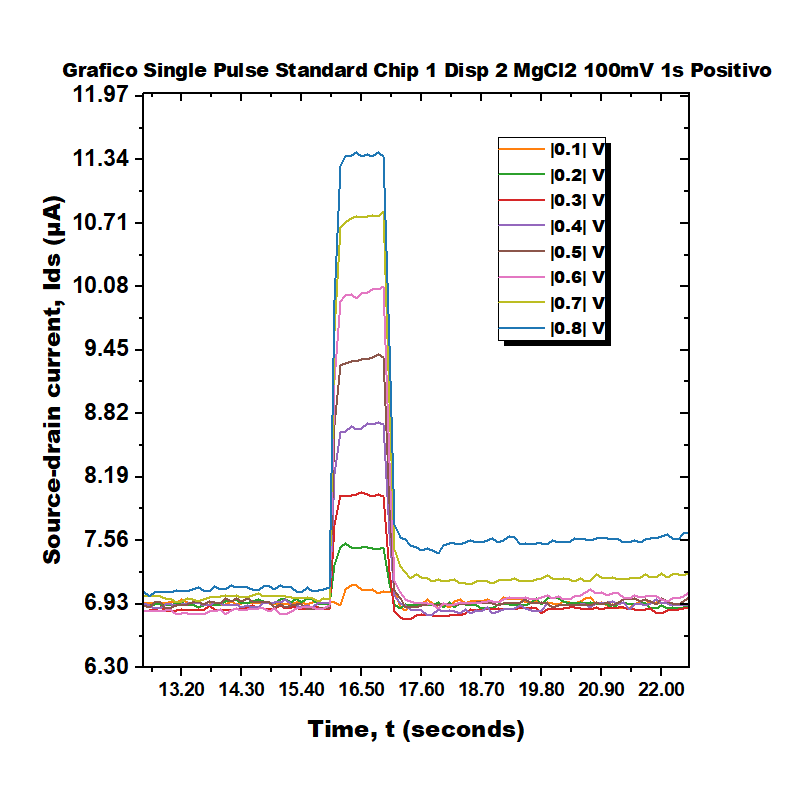 Grafico Single Pulse Standard Chip 1 Disp 2 MgCl2 100mV 1s Positivo
11.97
11.34
10.71
10.08
9.45
8.82
8.19
7.56
6.93
6.30
Source-drain current, Ids (µA)
|0.1| V
|0.2| V
|0.3| V
|0.4| V
|0.5| V
|0.6| V
|0.7| V
|0.8| V
13.20 14.30 15.40 16.50 17.60 18.70 19.80 20.90 22.00
Time, t (seconds)